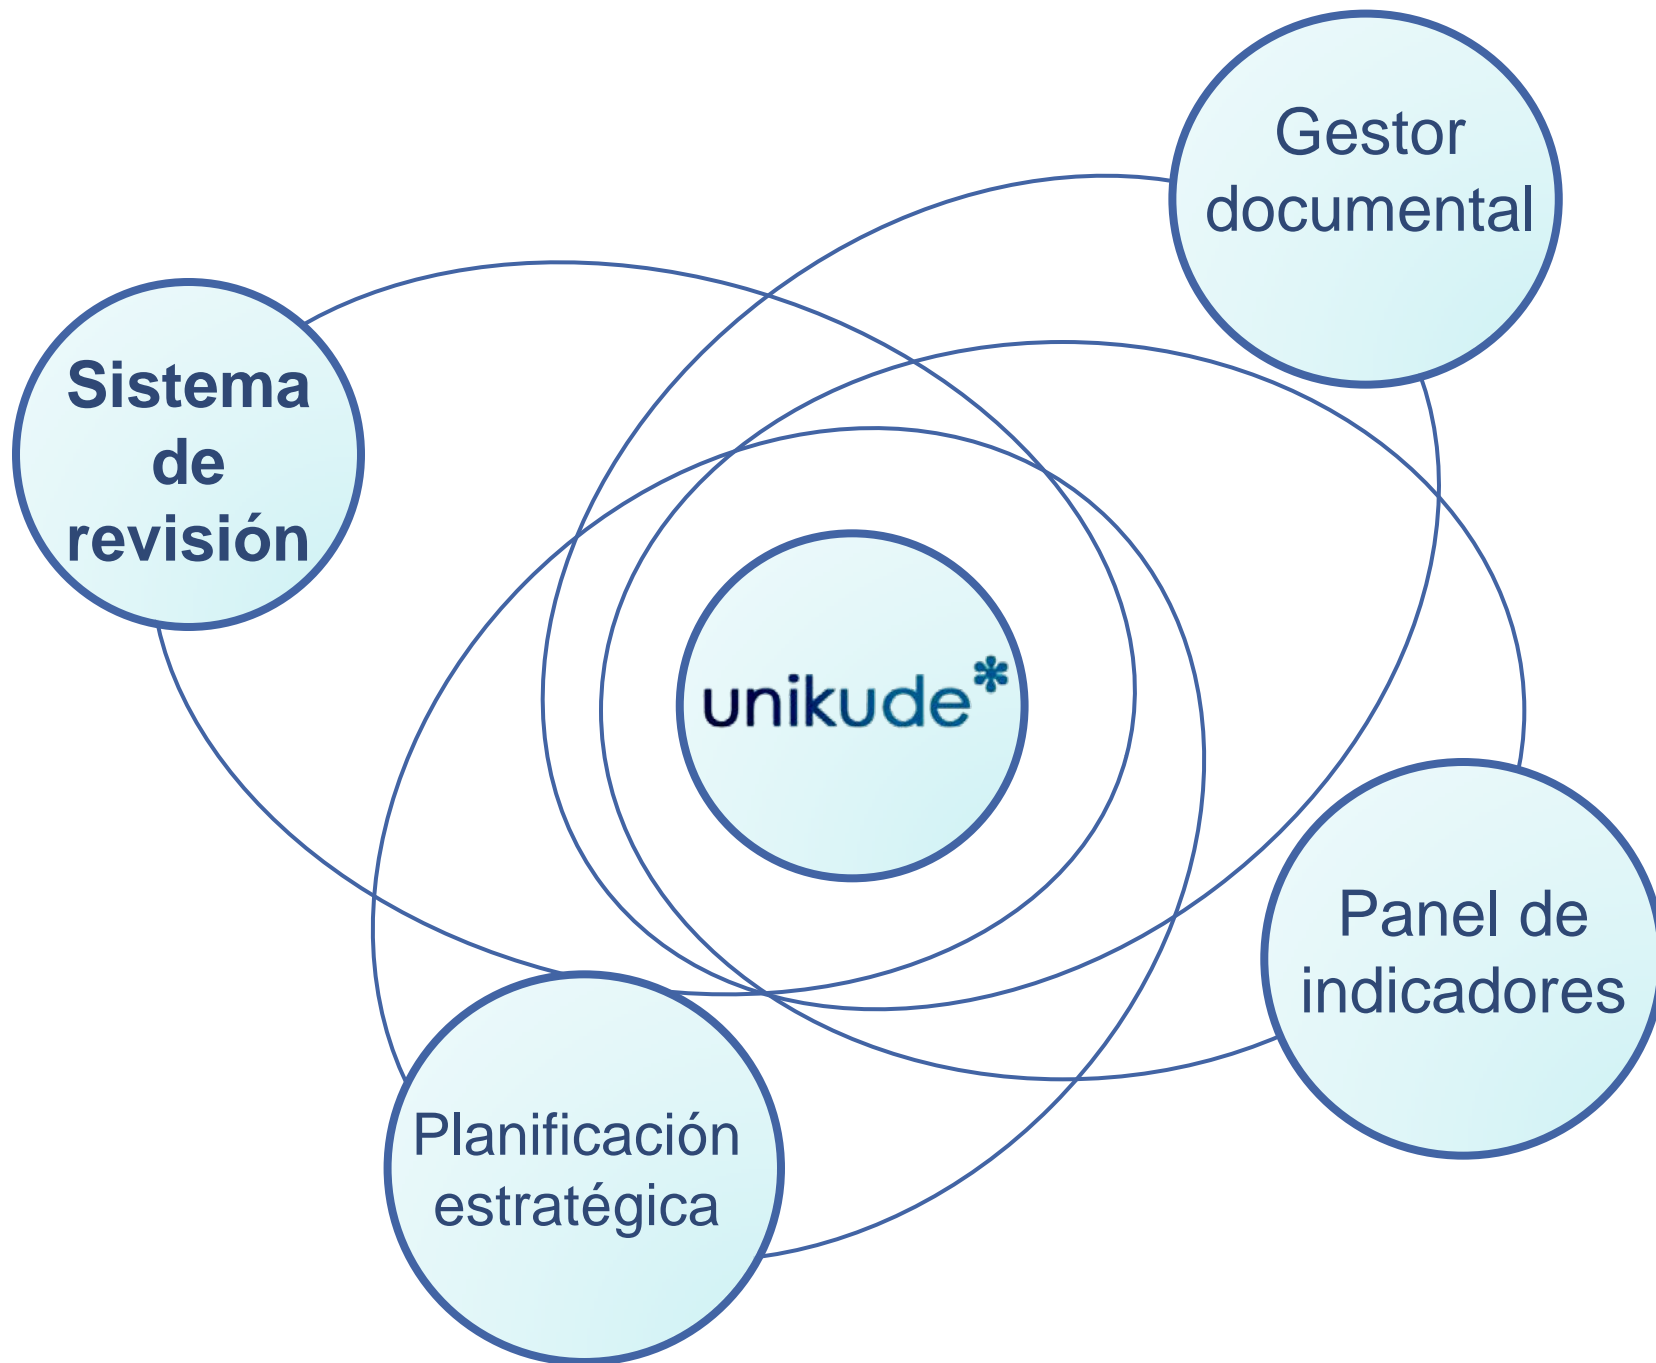 Gestor
documental
Sistema
de
revisión
unikude*
Panel de
indicadores
Planificación
estratégica